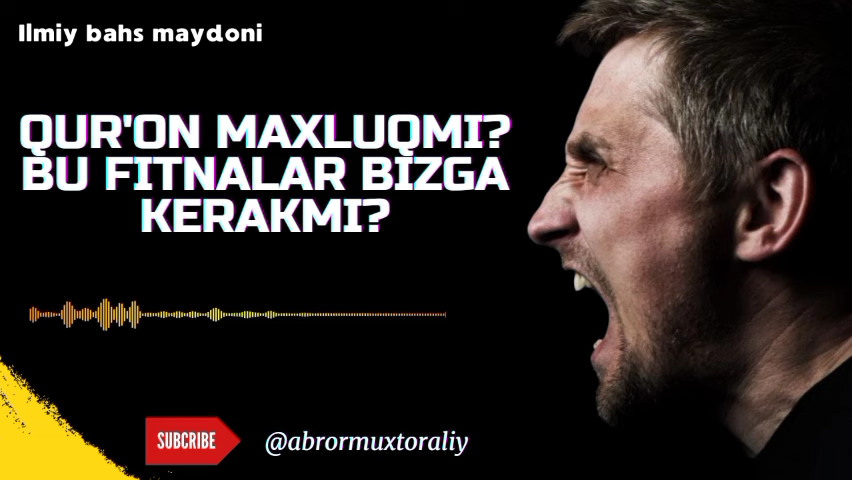 Ilmiy bahs maydoni
QUR'ON MAXLUQMI?
BU FITNALAR BIZGA
KERAKMI?
SUBCRIBE
@abrormuxtoraliy